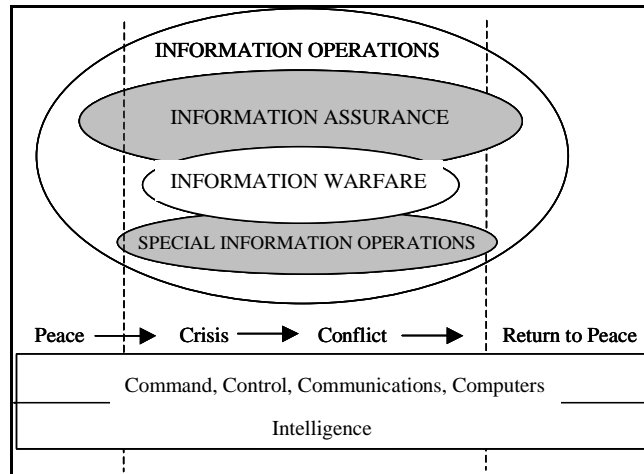 INFORMATION OPERATIONS
INFORMATION ASSURANCE
INFORMATION WARFARE
SPECIAL INFORMATION OPERATIONS
Peace Crisis Conflict Return to Peace
Command, Control, Communications, Computers
Intelligence